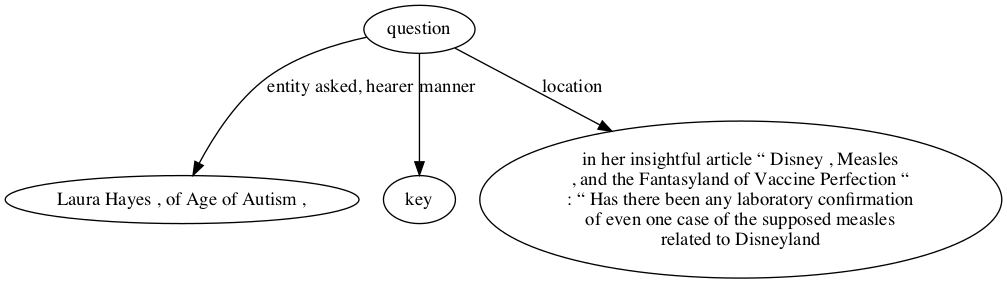 question
entity asked, hearer
manner
location
Laura Hayes , of Age of Autism ,
key
in her insightful article “ Disney , Measles
, and the Fantasyland of Vaccine Perfection “
: “ Has there been any laboratory confirmation
of even one case of the supposed measles
related to Disneyland